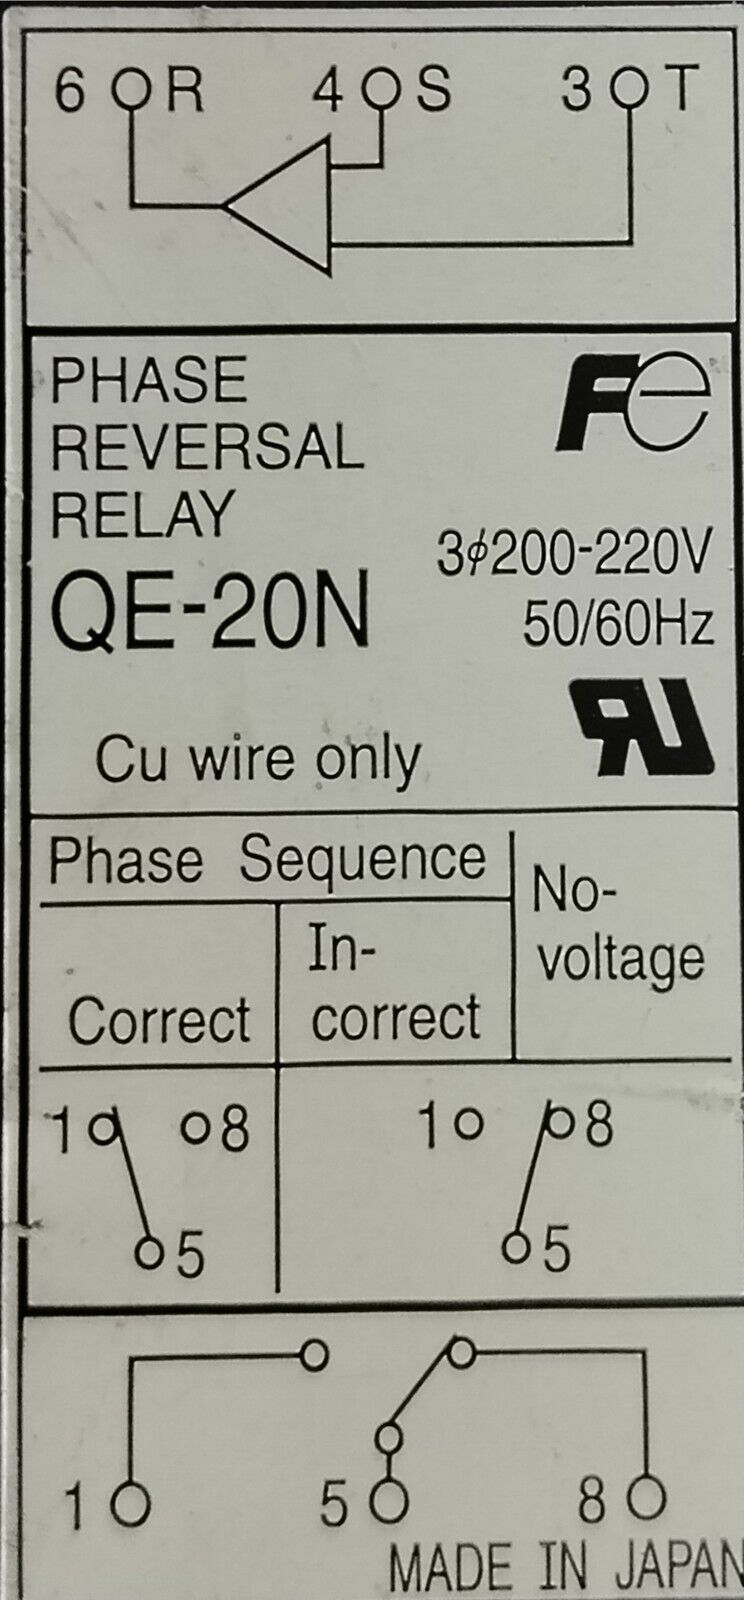 6 R 4 S 3 T
PHASE
REVERSAL
RELAY
Fe
3φ200-220V
QE-20N
50/60Hz
Cu wire only
RU
Phase Sequence
No-
voltage
In-
correct
Correct
1 8 1 8
5 5
1 5 8
MADE IN JAPAN